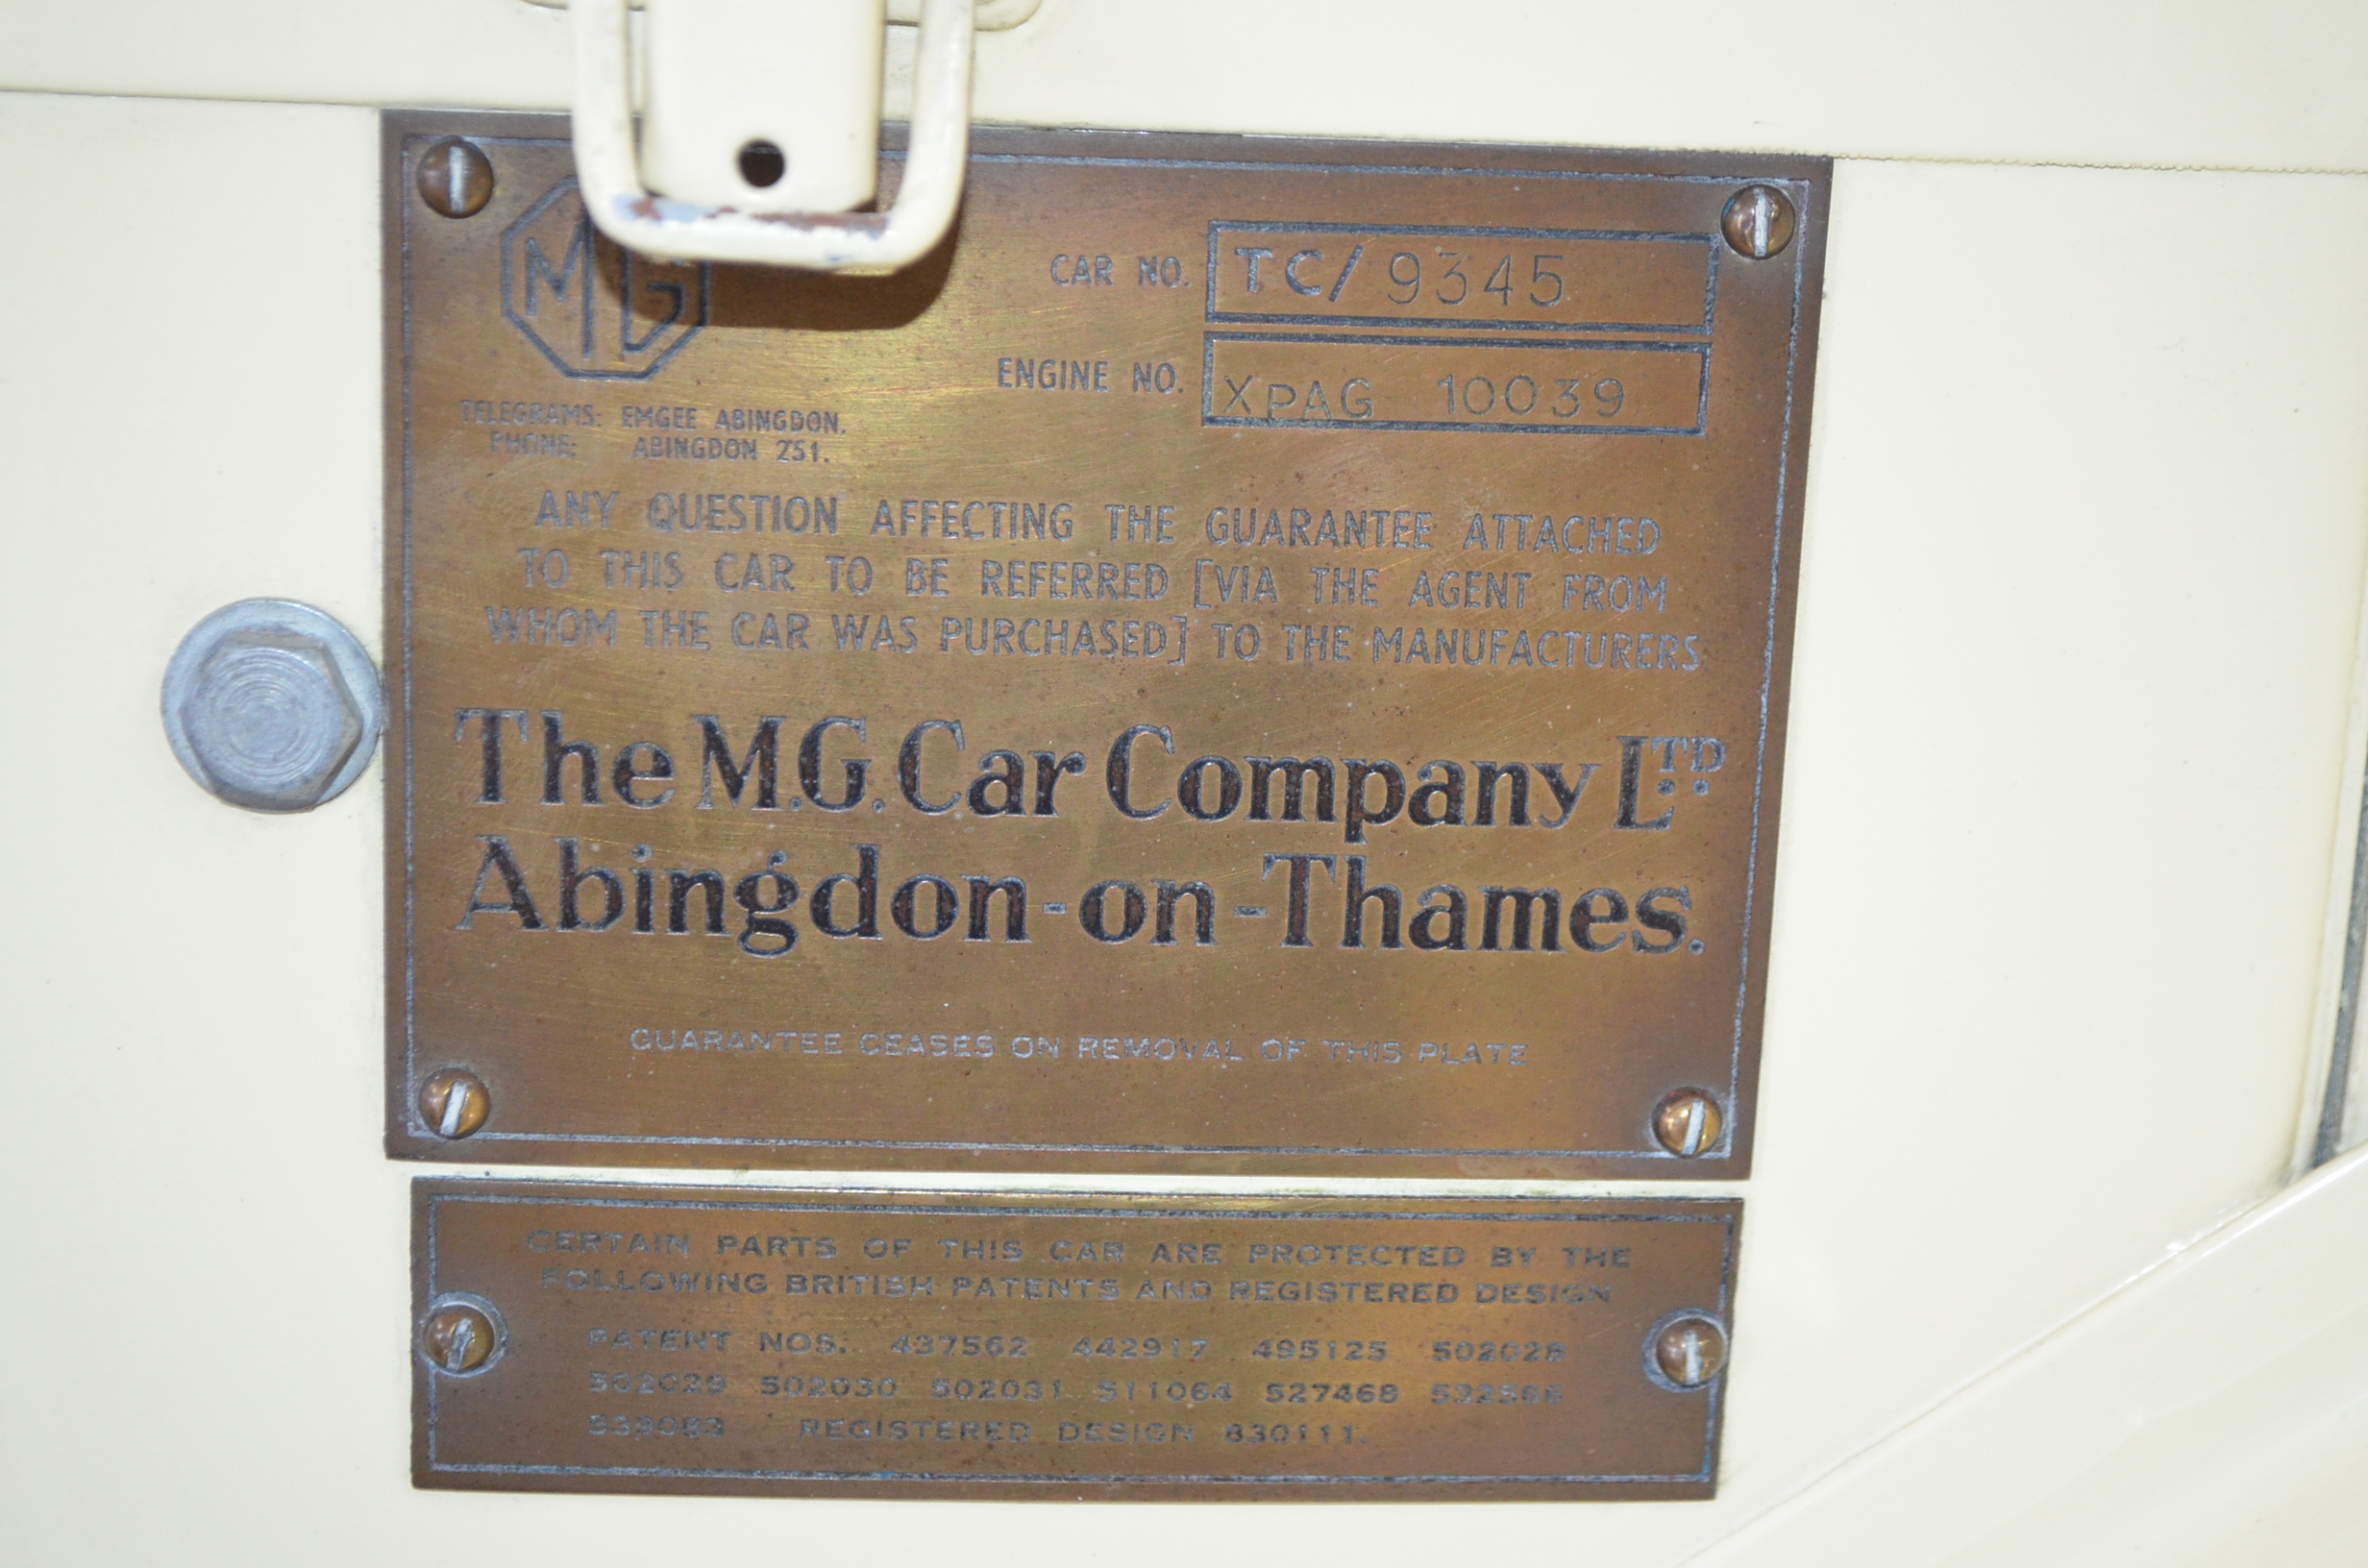 MG
CAR NO. TC/ 9345
ENGINE NO. XPAG 10039
TELEGRAMS: EMGEE ABINGDON.
PHONE: ABINGDON 251.
ANY QUESTION AFFECTING THE GUARANTEE ATTACHED
TO THIS CAR TO BE REFERRED [VIA THE AGENT FROM
WHOM THE CAR WAS PURCHASED] TO THE MANUFACTURERS
The M.G. Car Company LTD
Abingdon-on-Thames.
GUARANTEE CEASES ON REMOVAL OF THIS PLATE
CERTAIN PARTS OF THIS CAR ARE PROTECTED BY THE
FOLLOWING BRITISH PATENTS AND REGISTERED DESIGN
PATENT NOS. 437562 442917 495125 502028
502029 502030 502031 511064 527468
REGISTERED DESIGN 830111.